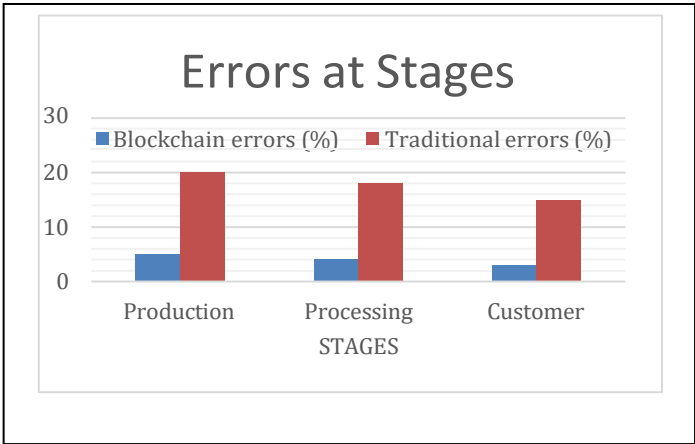 Errors at Stages
30
Blockchain errors (%) Traditional errors (%)
20
10
0
Production Processing Customer
STAGES